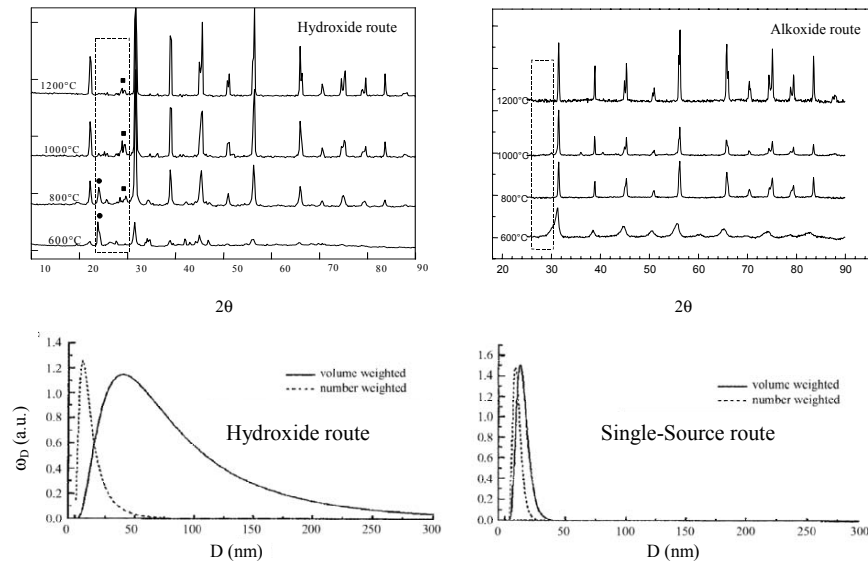 Hydroxide route
1200°C
1000°C
800°C
600°C
10 20 30 40 50 60 70 80 90
2θ
Alkoxide route
1200°C
1000°C
800°C
600°C
20 30 40 50 60 70 80 90
2θ
1.4
1.2
1.0
0.8
0.6
0.4
0.2
0.0
0 50 100 150 200 250 300
ω_D (a.u.)
volume weighted
number weighted
Hydroxide route
D (nm)
1.6
1.4
1.2
1.0
0.8
0.6
0.4
0.2
0.0
0 50 100 150 200 250 300
volume weighted
number weighted
Single-Source route
D (nm)